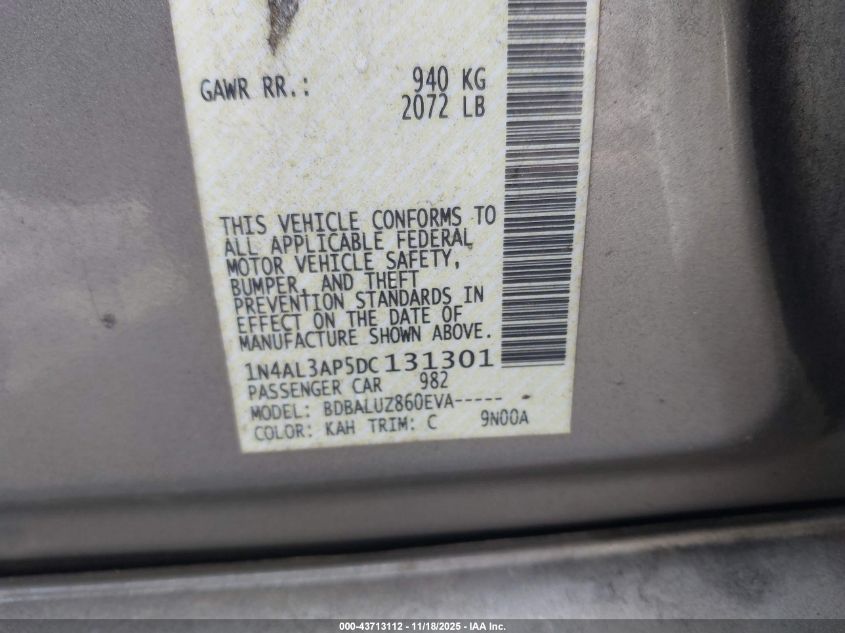 GAWR RR.: 940 KG
2072 LB
THIS VEHICLE CONFORMS TO
ALL APPLICABLE FEDERAL
MOTOR VEHICLE SAFETY,
BUMPER, AND THEFT
PREVENTION STANDARDS IN
EFFECT ON THE DATE OF
MANUFACTURE SHOWN ABOVE.
1N4AL3AP5DC131301
PASSENGER CAR 982
MODEL: BDBALUZ860EVA-----
COLOR: KAH TRIM: C 9N00A
000-43713112 - 11/18/2025 - IAA Inc.